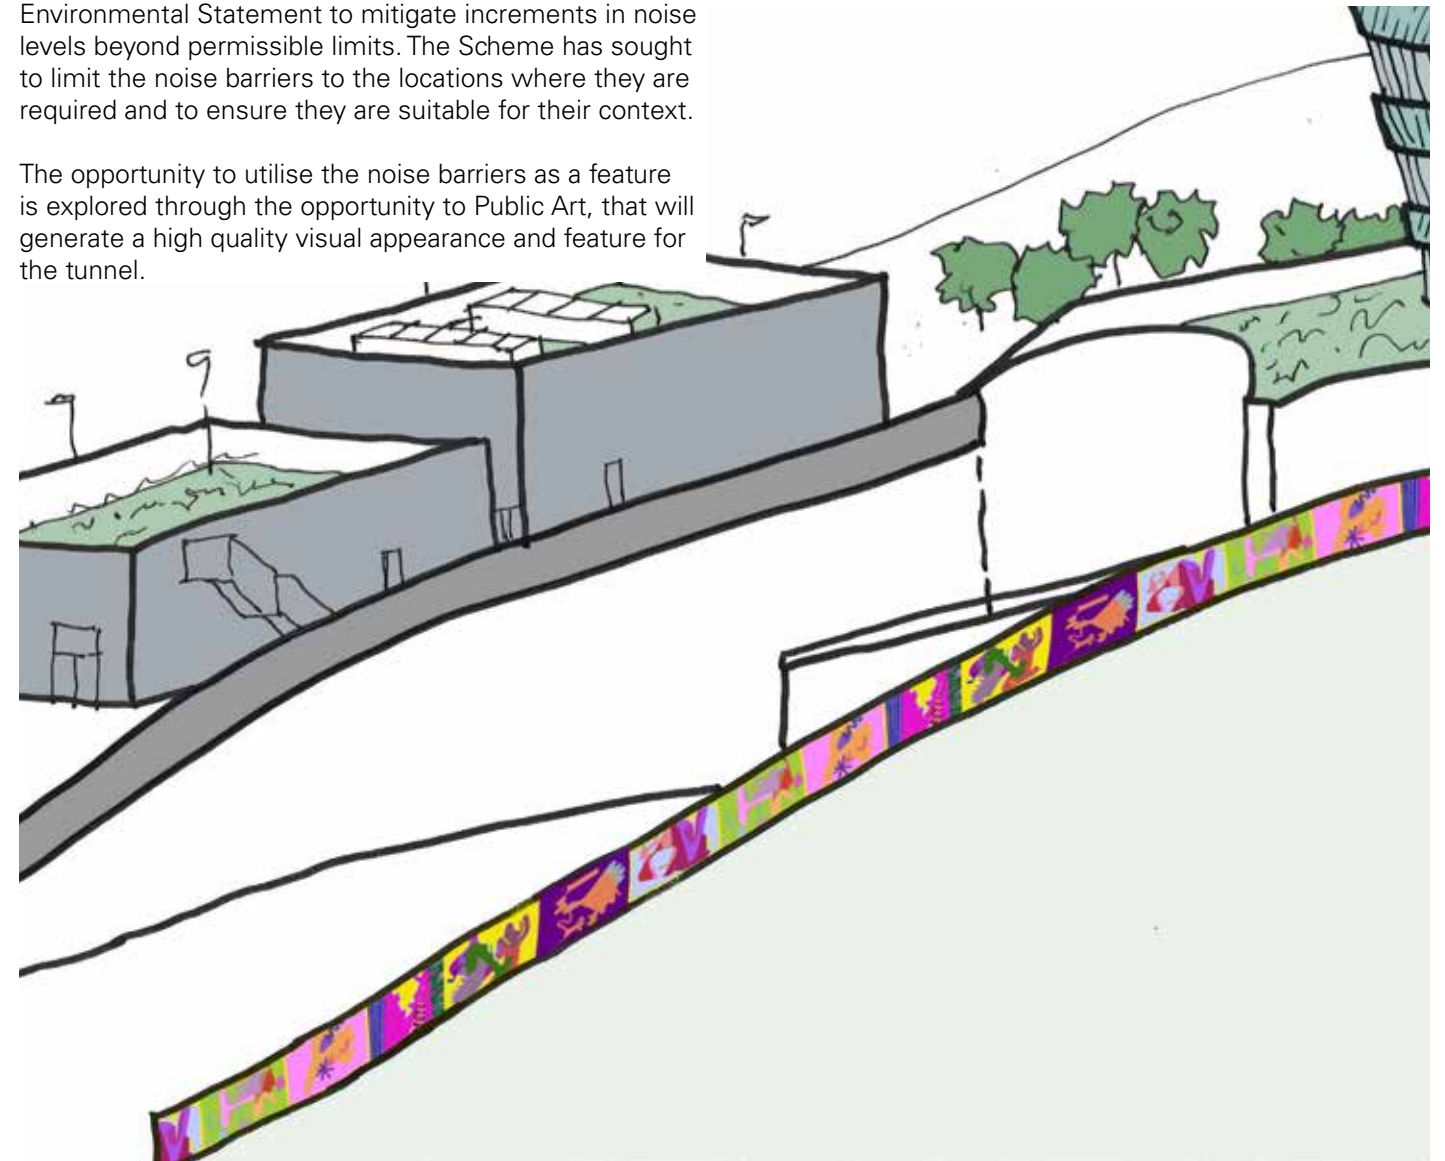 Environmental Statement to mitigate increments in noise
levels beyond permissible limits. The Scheme has sought
to limit the noise barriers to the locations where they are
required and to ensure they are suitable for their context.
The opportunity to utilise the noise barriers as a feature
is explored through the opportunity to Public Art, that will
generate a high quality visual appearance and feature for
the tunnel.